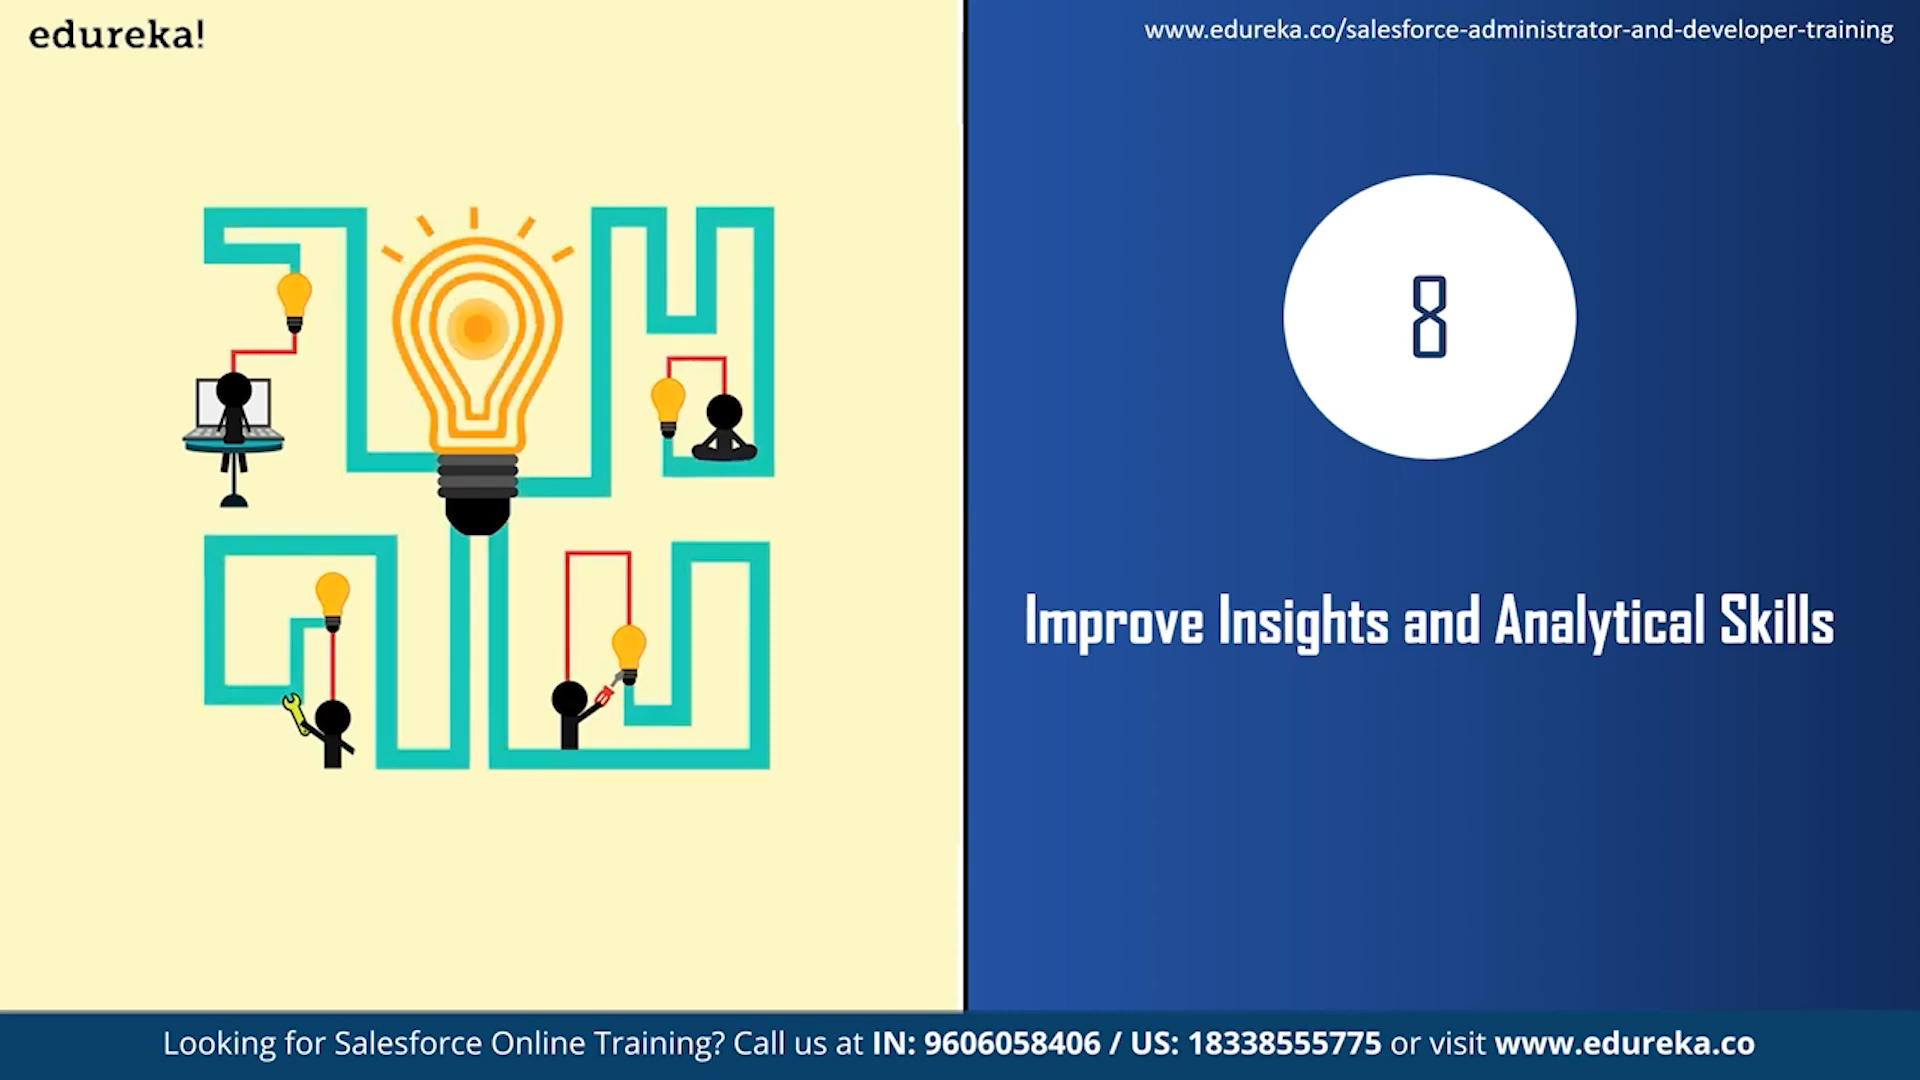 edureka!
www.edureka.co/salesforce-administrator-and-developer-training
8
Improve Insights and Analytical Skills
Looking for Salesforce Online Training? Call us at IN: 9606058406 / US: 18338555775 or visit www.edureka.co